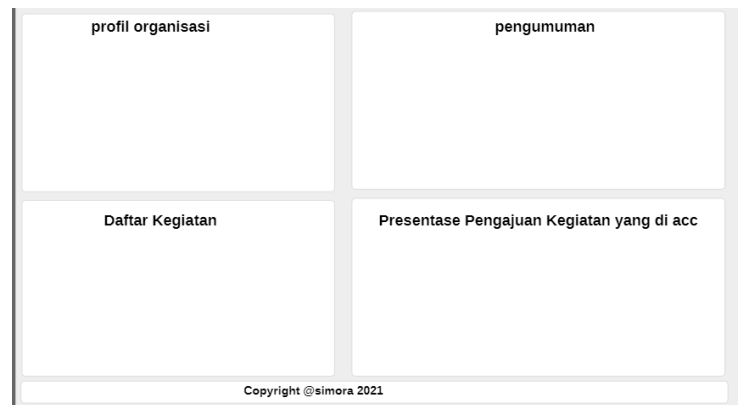 profil organisasi
pengumuman
Daftar Kegiatan
Presentase Pengajuan Kegiatan yang di acc
Copyright @simora 2021